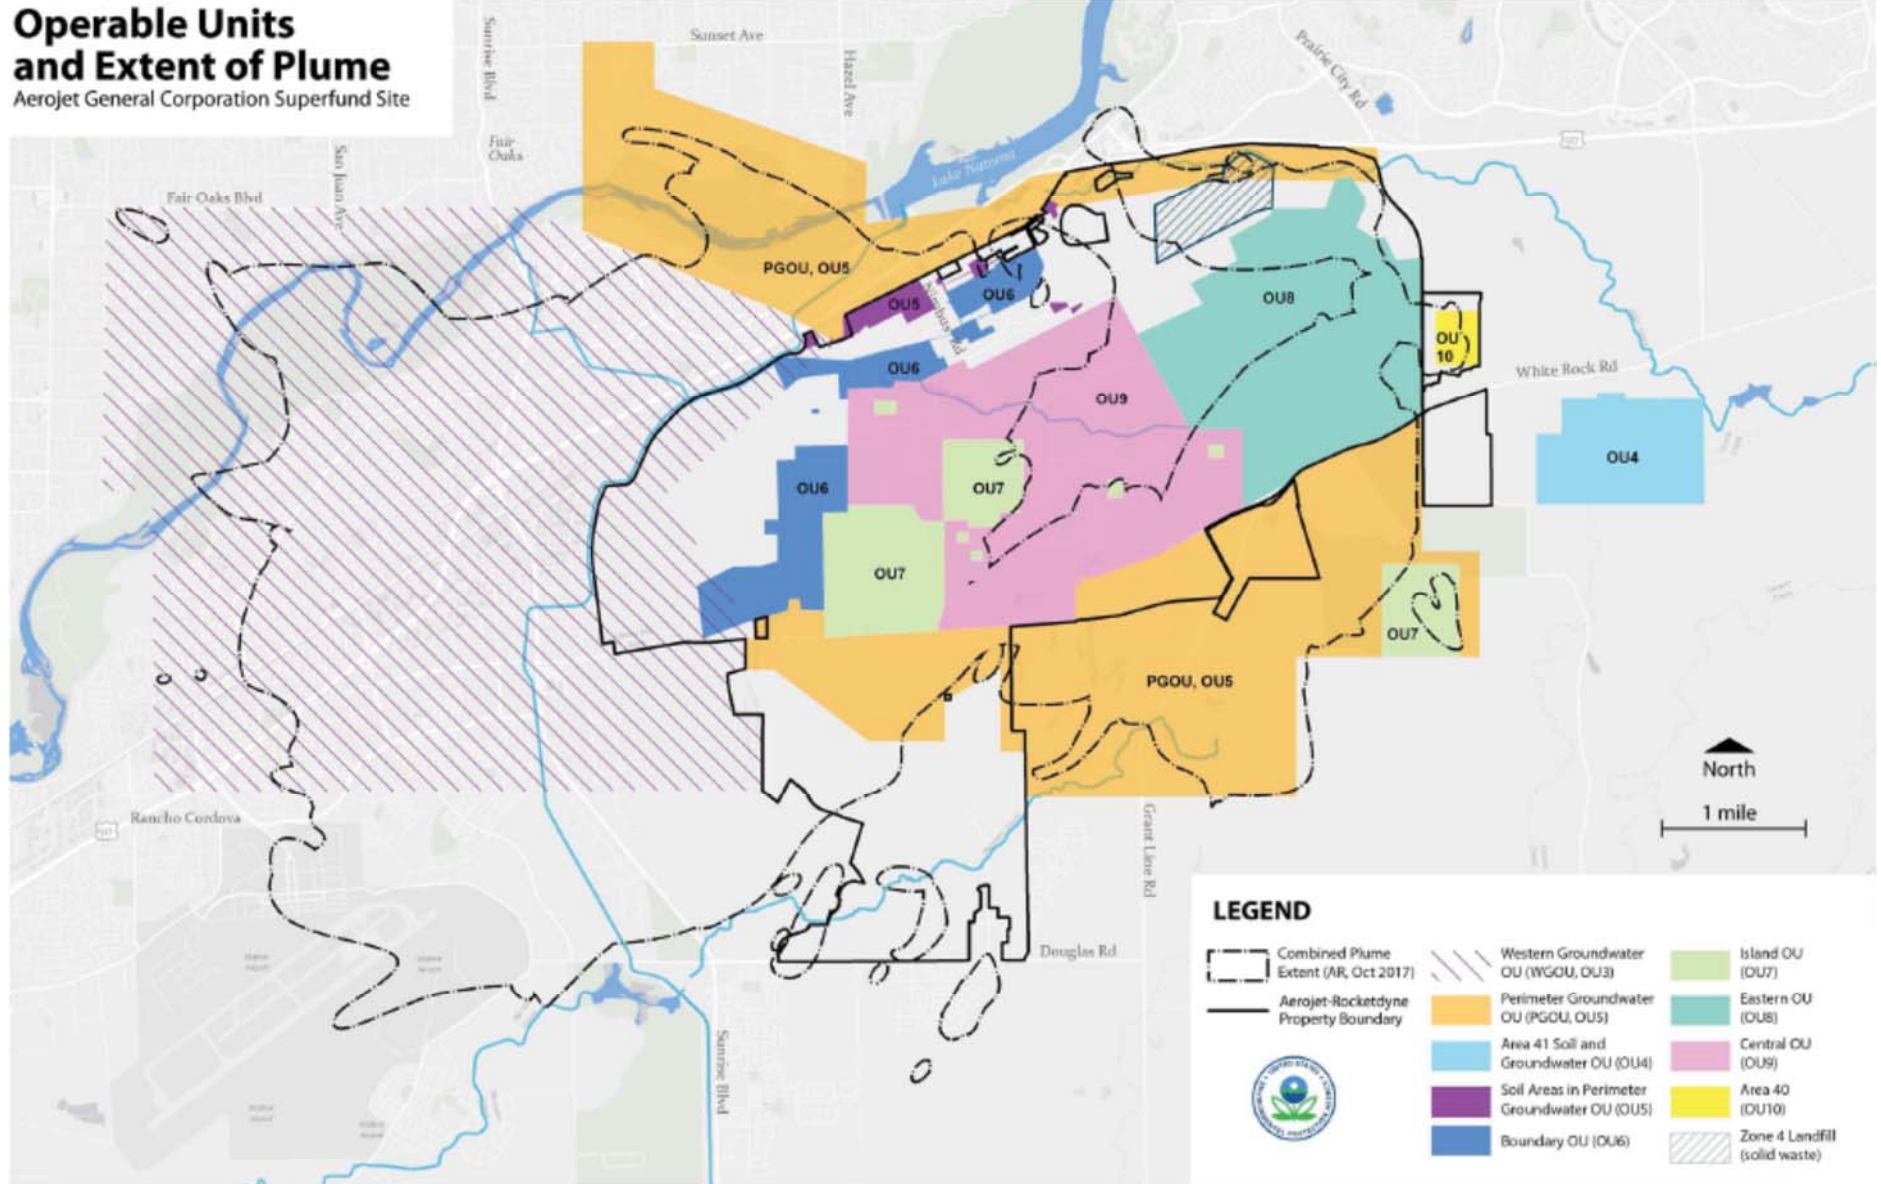 Operable Units
and Extent of Plume
Aerojet General Corporation Superfund Site
Sunrise Blvd
Sunset Ave
Hazel Ave
Prairie City Rd
Fair
Oaks
San Juan Ave
Fair Oaks Blvd
Lake Natoma
PGOU, OU5
OU5
OU6
Nimbus Rd
OU8
OU
10
OU6
White Rock Rd
OU9
OU4
OU6
OU7
OU7
OU7
PGOU, OU5
North
1 mile
Rancho Cordova
Grant Line Rd
Douglas Rd
Sunrise Blvd
LEGEND
Combined Plume
Extent (AR, Oct 2017)
Aerojet-Rocketdyne
Property Boundary
Western Groundwater
OU (WGOU, OU3)
Perimeter Groundwater
OU (PGOU, OU5)
Area 41 Soil and
Groundwater OU (OU4)
Soil Areas in Perimeter
Groundwater OU (OU5)
Boundary OU (OU6)
Island OU
(OU7)
Eastern OU
(OU8)
Central OU
(OU9)
Area 40
(OU10)
Zone 4 Landfill
(solid waste)